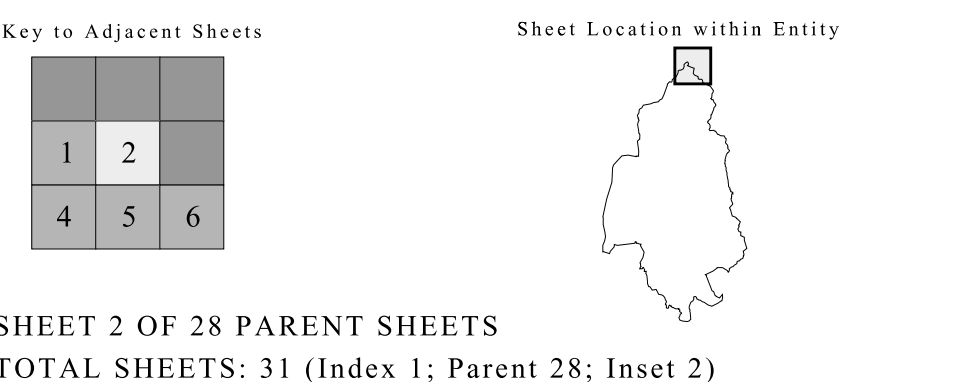 Key to Adjacent Sheets
Sheet Location within Entity
1 2
4 5 6
SHEET 2 OF 28 PARENT SHEETS
TOTAL SHEETS: 31 (Index 1; Parent 28; Inset 2)